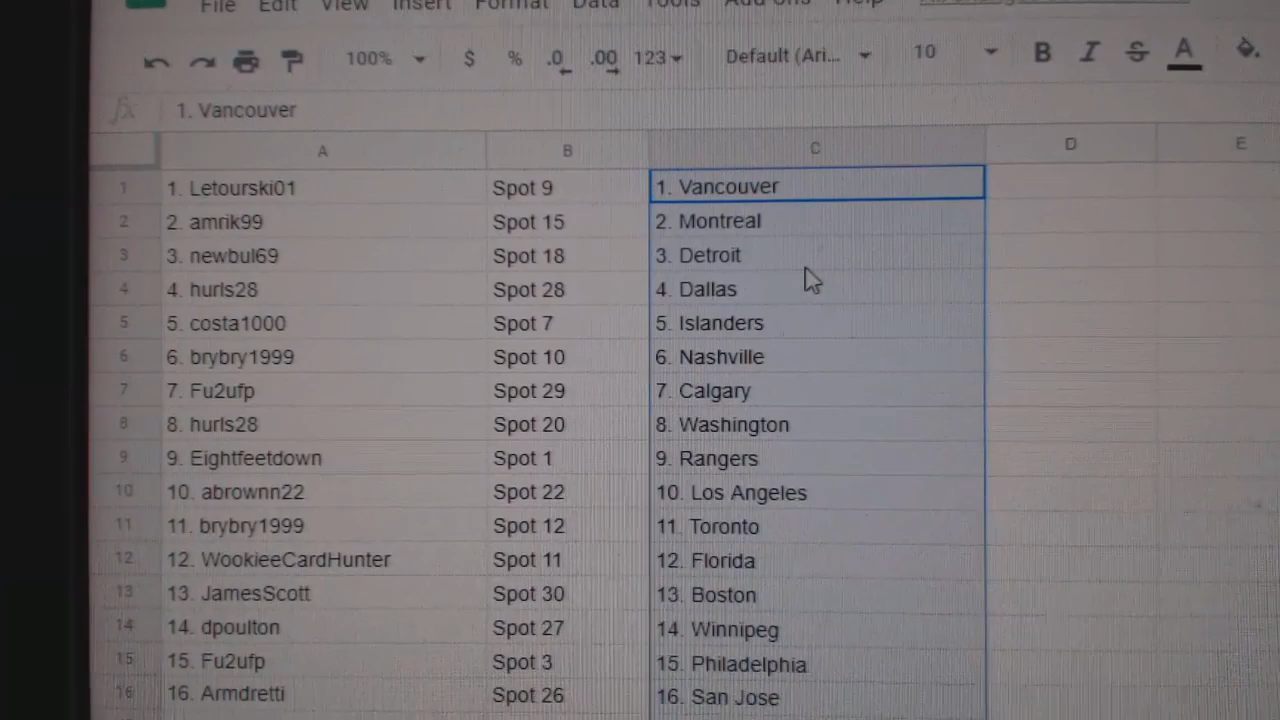 File Edit View Insert Format Data Tools Add-ons Help
100% $ % .0 .00 123 Default (Ari... 10 B I S A
fx 1. Vancouver
A B C D E
1 1. Letourski01 Spot 9 1. Vancouver
2 2. amrik99 Spot 15 2. Montreal
3 3. newbul69 Spot 18 3. Detroit
4 4. hurls28 Spot 28 4. Dallas
5 5. costa1000 Spot 7 5. Islanders
6 6. brybry1999 Spot 10 6. Nashville
7 7. Fu2ufp Spot 29 7. Calgary
8 8. hurls28 Spot 20 8. Washington
9 9. Eightfeetdown Spot 1 9. Rangers
10 10. abrownn22 Spot 22 10. Los Angeles
11 11. brybry1999 Spot 12 11. Toronto
12 12. WookieeCardHunter Spot 11 12. Florida
13 13. JamesScott Spot 30 13. Boston
14 14. dpoulton Spot 27 14. Winnipeg
15 15. Fu2ufp Spot 3 15. Philadelphia
16 16. Armdretti Spot 26 16. San Jose